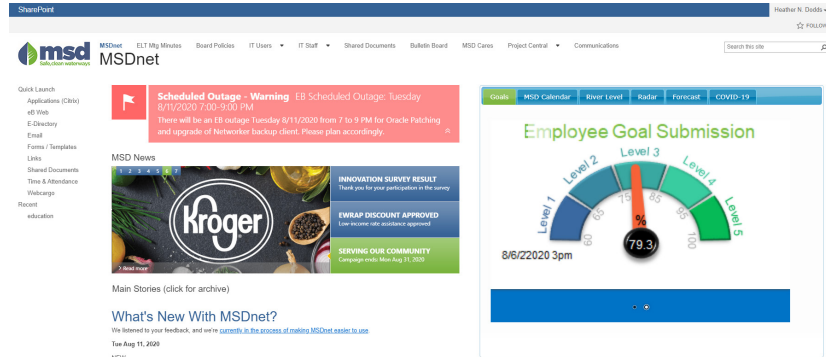 SharePoint
Heather N. Dodds
FOLLOW
msd
Safe,clean waterways
MSDnet ELT Mtg Minutes Board Policies IT Users IT Staff Shared Documents Bulletin Board MSD Cares Project Central Communications
MSDnet
Search this site
Quick Launch
Applications (Citrix)
eB Web
E-Directory
Email
Forms / Templates
Links
Shared Documents
Time & Attendance
Webcargo
Recent
education
Scheduled Outage - Warning EB Scheduled Outage: Tuesday
8/11/2020 7:00-9:00 PM
There will be an EB outage Tuesday 8/11/2020 from 7 to 9 PM for Oracle Patching
and upgrade of Networker backup client. Please plan accordingly.
MSD News
1 2 3 4 5 6 7
Kroger
> Read more
INNOVATION SURVEY RESULT
Thank you for your participation in the survey
EWRAP DISCOUNT APPROVED
Low-income rate assistance approved
SERVING OUR COMMUNITY
Campaign ends Mon Aug 31, 2020
Main Stories (click for archive)
What's New With MSDnet?
We listened to your feedback, and we're currently in the process of making MSDnet easier to use.
Tue Aug 11, 2020
Goals MSD Calendar River Level Radar Forecast COVID-19
Employee Goal Submission
Level 1 Level 2 Level 3 Level 4 Level 5
60 65 75 85 95 100
%
79.3
8/6/22020 3pm